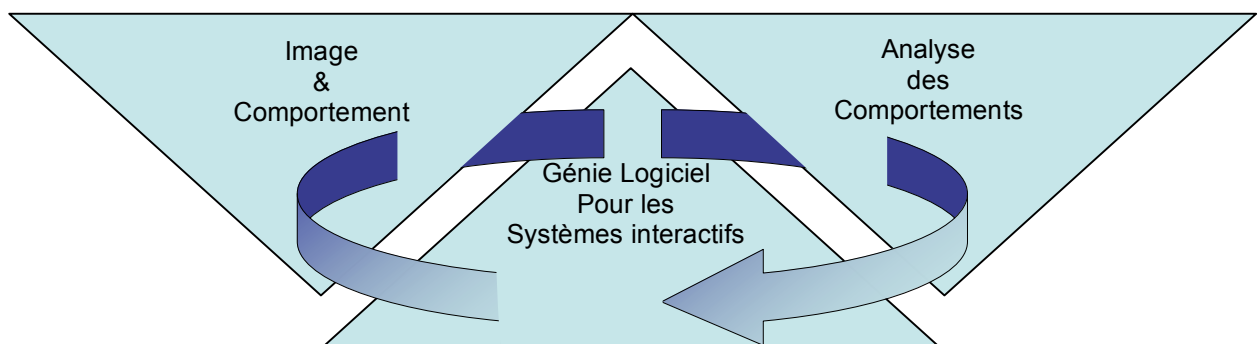 Image
&
Comportement
Analyse
des
Comportements
Génie Logiciel
Pour les
Systèmes interactifs